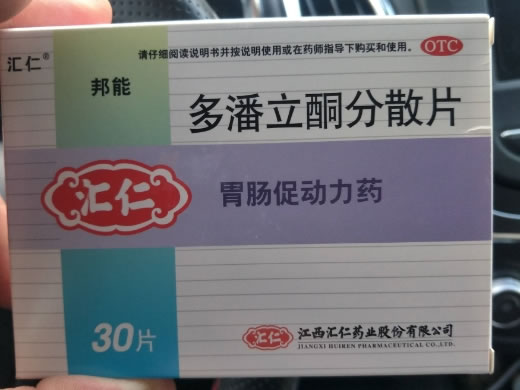 汇仁®
请仔细阅读说明书并按说明使用或在药师指导下购买和使用。
OTC
邦能
多潘立酮分散片
汇仁
胃肠促动力药
30片
汇仁
江西汇仁药业股份有限公司
JIANGXI HUIREN PHARMACEUTICAL CO.,LTD.